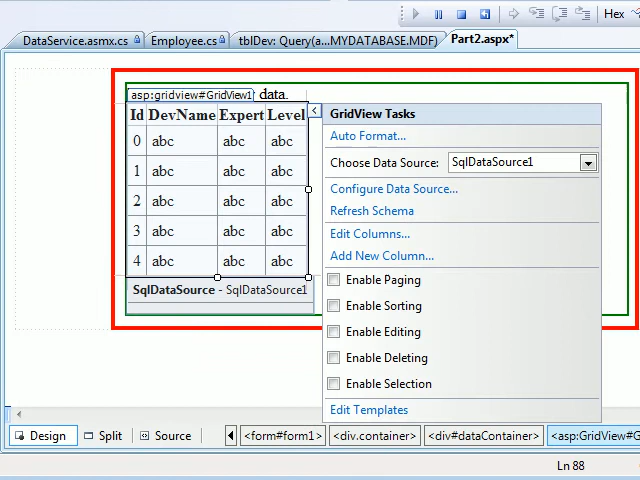 Hex
DataService.asmx.cs
Employee.cs
tblDev: Query(a...MYDATABASE.MDF)
Part2.aspx*
asp:gridview#GridView1
data.
Id DevName Expert Level
0 abc abc abc
1 abc abc abc
2 abc abc abc
3 abc abc abc
4 abc abc abc
SqlDataSource - SqlDataSource1
GridView Tasks
Auto Format...
Choose Data Source: SqlDataSource1
Configure Data Source...
Refresh Schema
Edit Columns...
Add New Column...
Enable Paging
Enable Sorting
Enable Editing
Enable Deleting
Enable Selection
Edit Templates
Design
Split
Source
<form#form1>
<div.container>
<div#dataContainer>
<asp:GridView#G
Ln 88